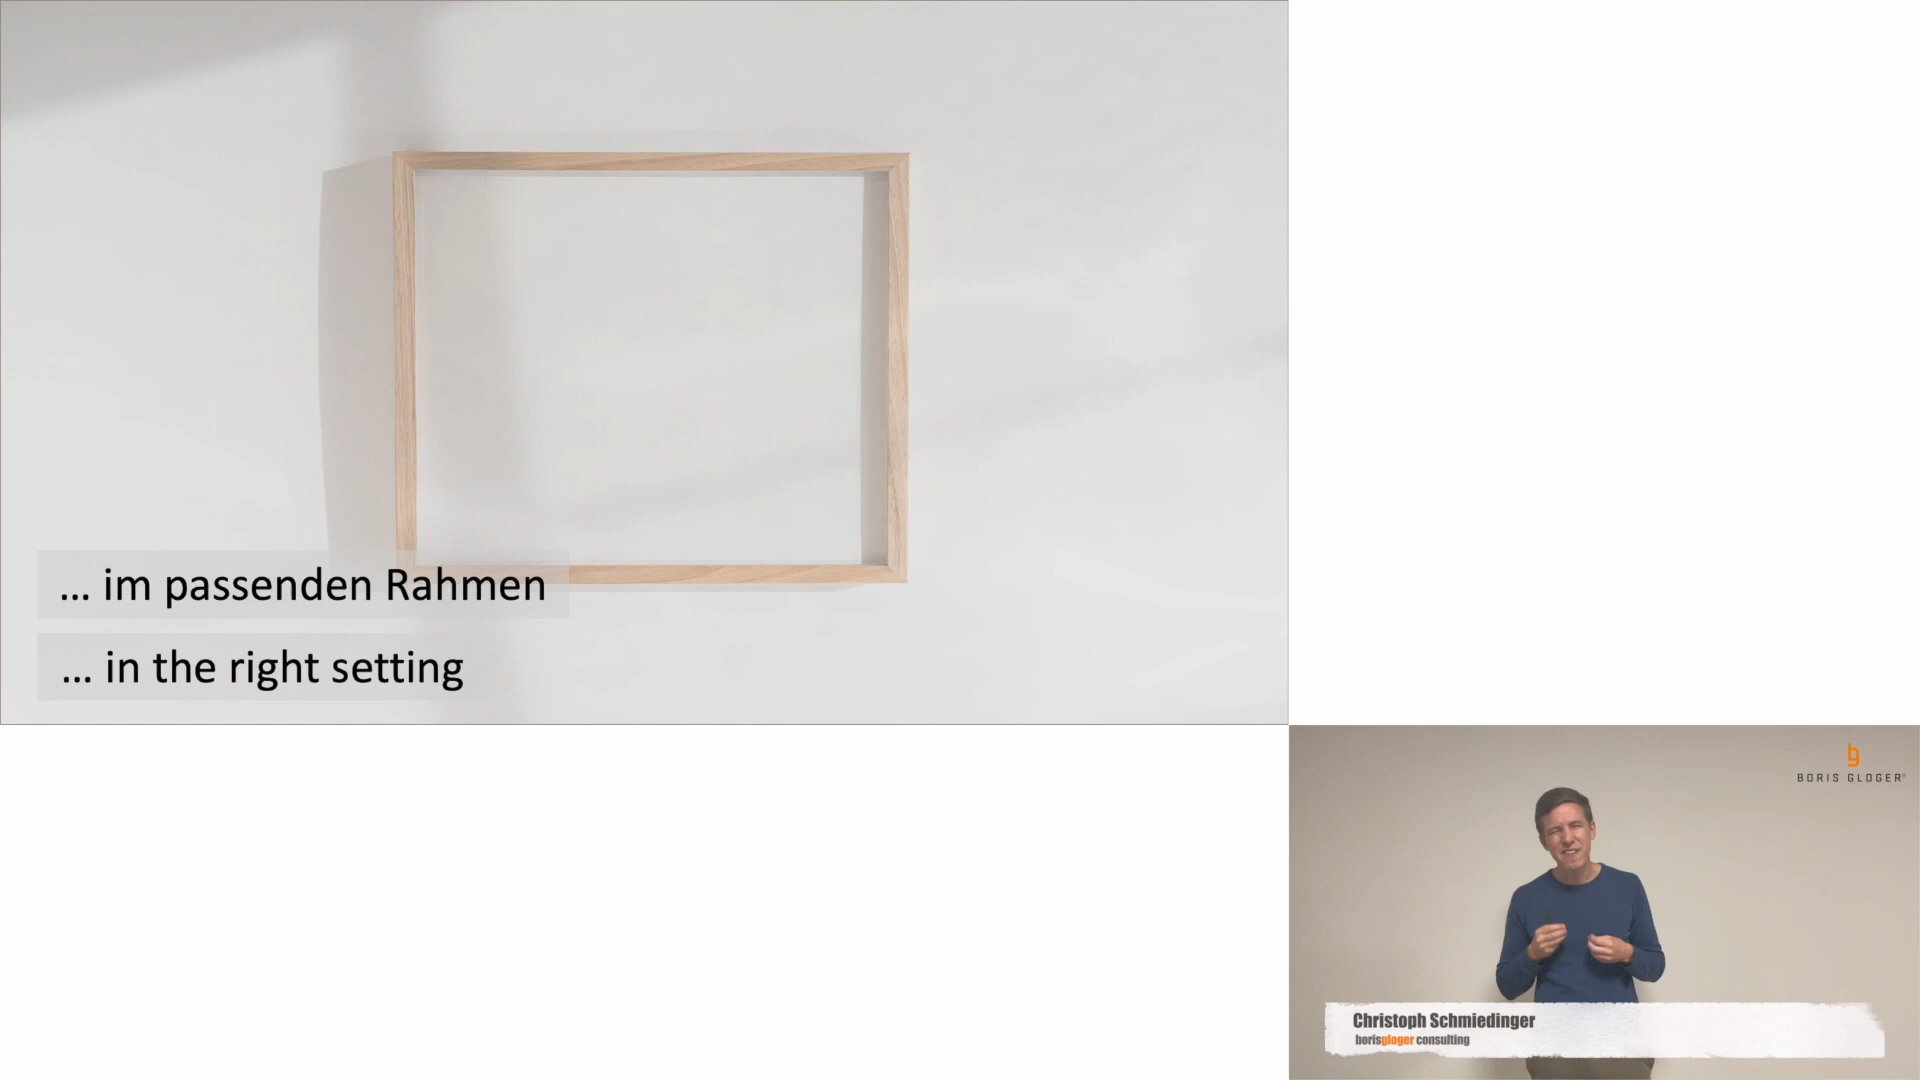 ... im passenden Rahmen
... in the right setting
BORIS GLOGER®
Christoph Schmiedinger
borisgloger consulting